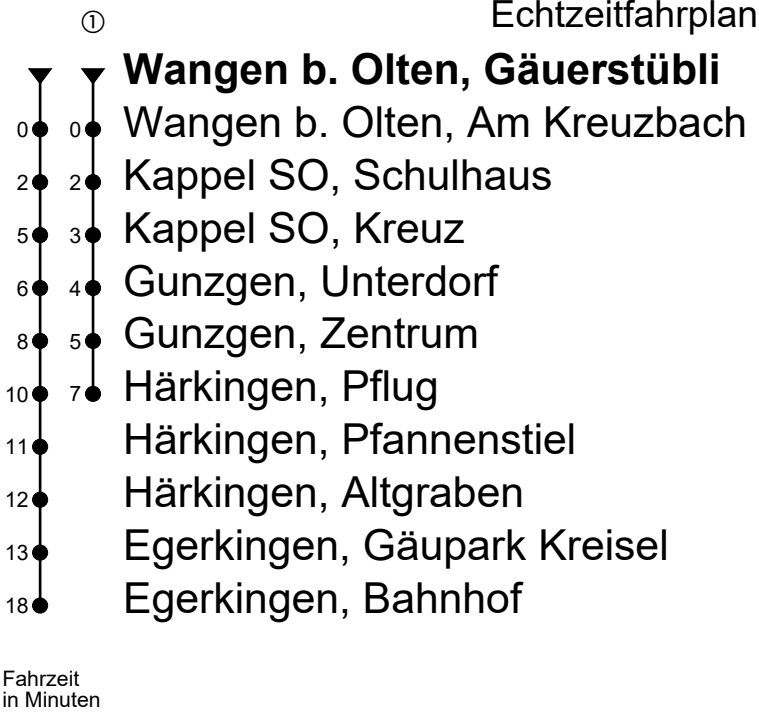 Echtzeitfahrplan
①
Wangen b. Olten, Gäuerstübli
0 0 Wangen b. Olten, Am Kreuzbach
2 2 Kappel SO, Schulhaus
5 3 Kappel SO, Kreuz
6 4 Gunzgen, Unterdorf
8 5 Gunzgen, Zentrum
10 7 Härkingen, Pflug
11 Härkingen, Pfannenstiel
12 Härkingen, Altgraben
13 Egerkingen, Gäupark Kreisel
18 Egerkingen, Bahnhof
Fahrzeit
in Minuten